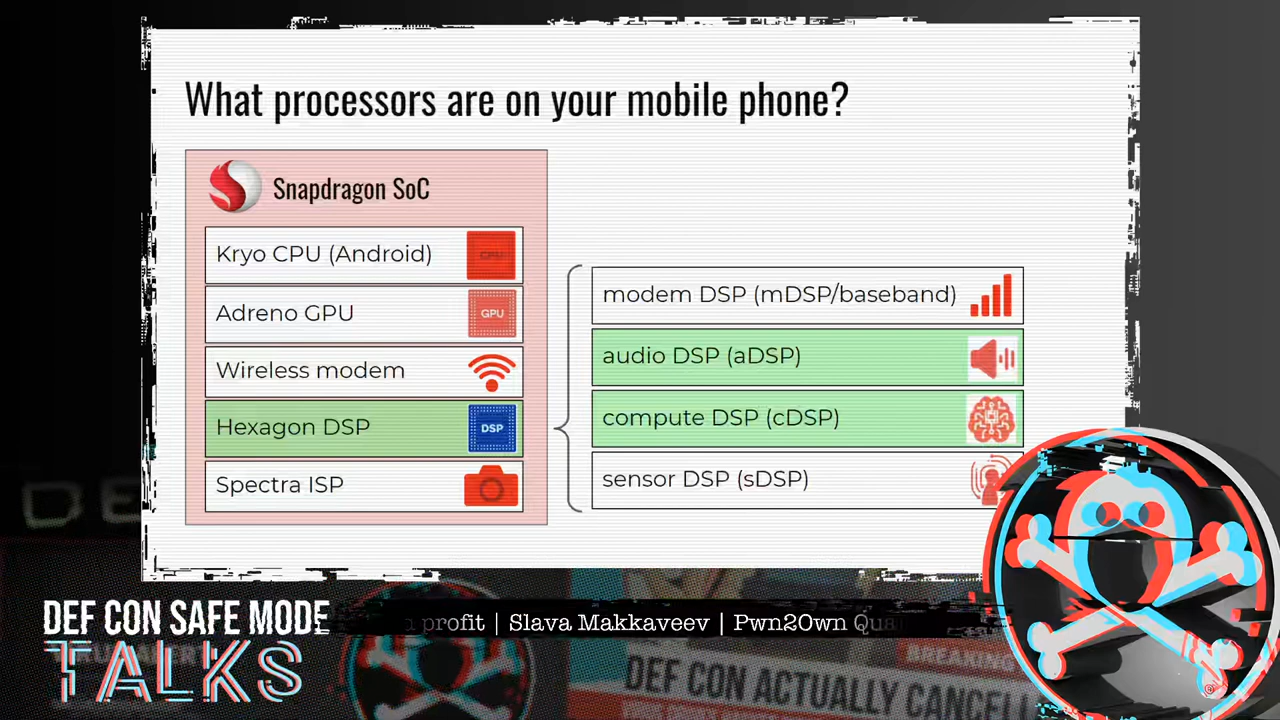 What processors are on your mobile phone?
Snapdragon SoC
Kryo CPU (Android)
CPU
Adreno GPU
GPU
Wireless modem
Hexagon DSP
DSP
Spectra ISP
modem DSP (mDSP/baseband)
audio DSP (aDSP)
compute DSP (cDSP)
sensor DSP (sDSP)
DEF CON SAFE MODE
TALKS
profit | Slava Makkaveev | Pwn2Own
BREAKING
DEF CON ACTUALLY
®